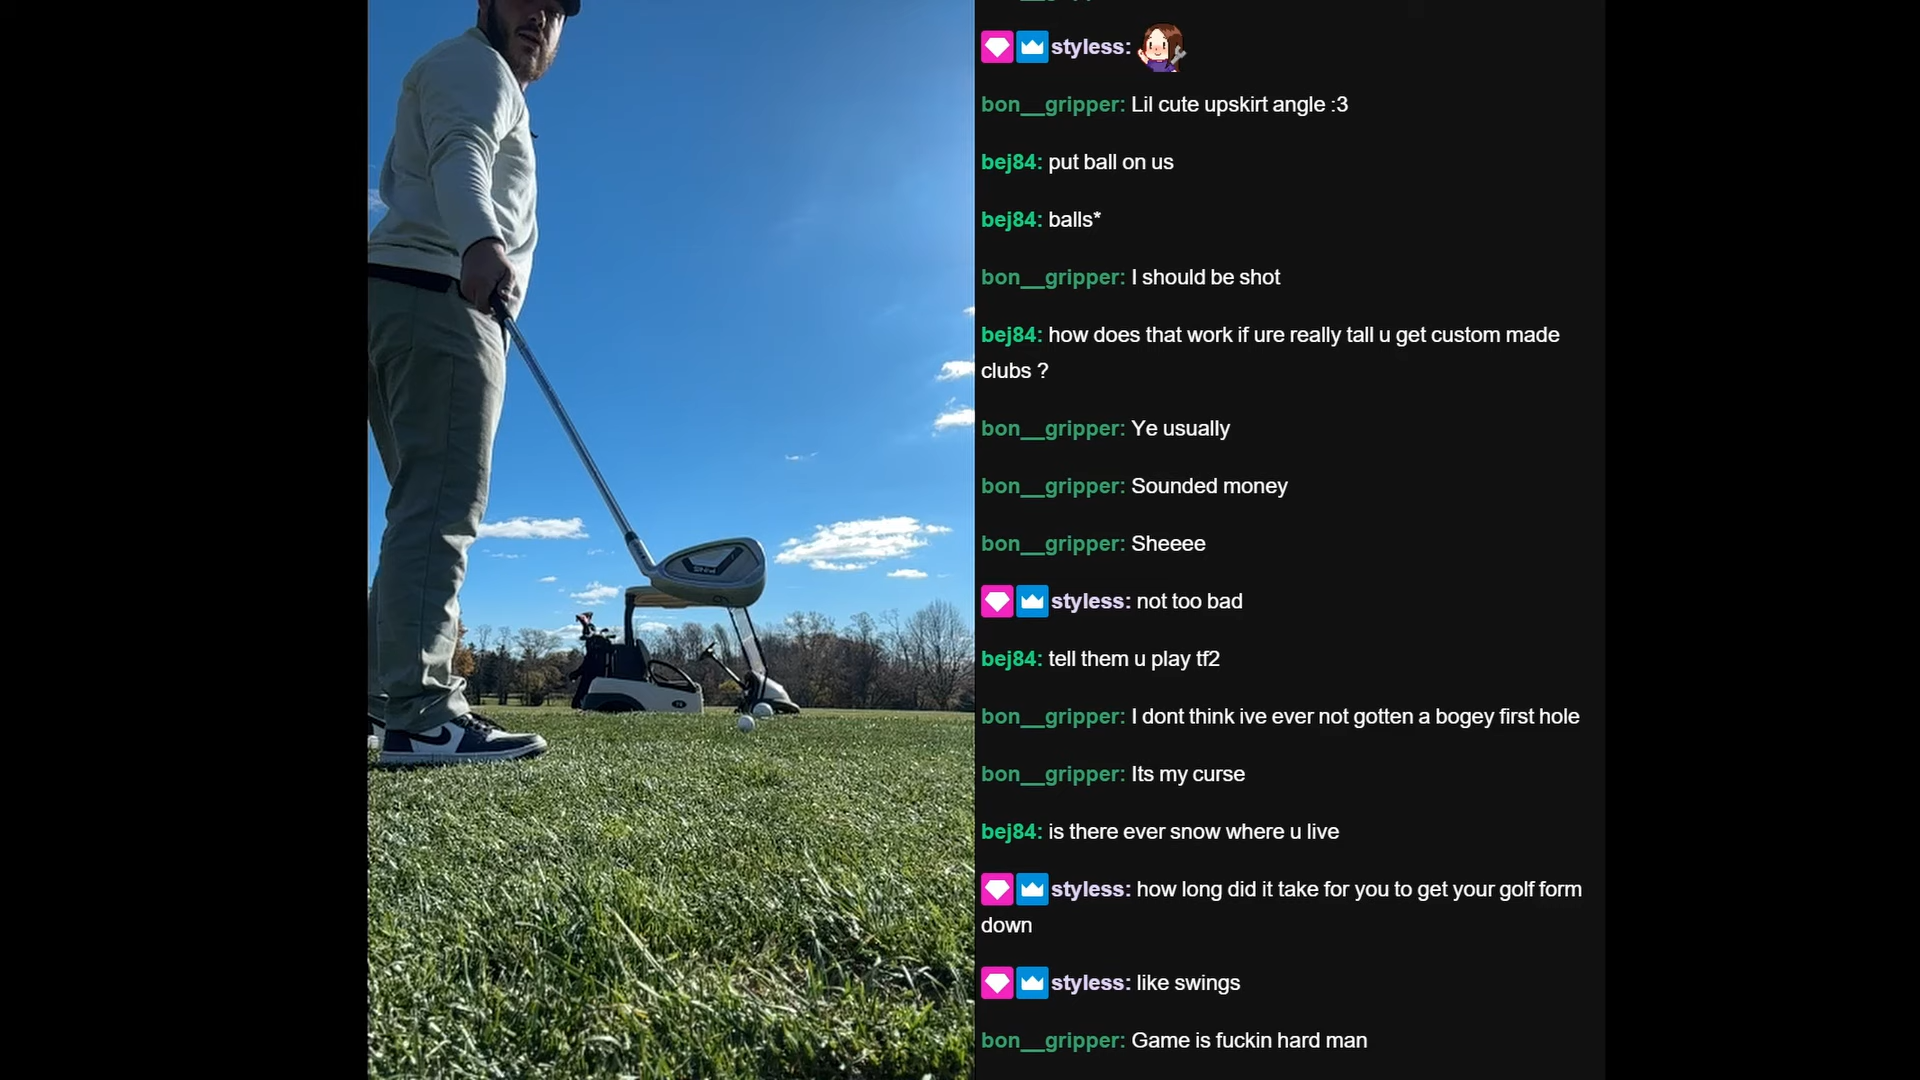 styless:
bon__gripper: Lil cute upskirt angle :3
bej84: put ball on us
bej84: balls*
bon__gripper: I should be shot
bej84: how does that work if ure really tall u get custom made
clubs ?
bon__gripper: Ye usually
bon__gripper: Sounded money
bon__gripper: Sheeee
styless: not too bad
bej84: tell them u play tf2
bon__gripper: I dont think ive ever not gotten a bogey first hole
bon__gripper: Its my curse
bej84: is there ever snow where u live
styless: how long did it take for you to get your golf form
down
styless: like swings
bon__gripper: Game is fuckin hard man